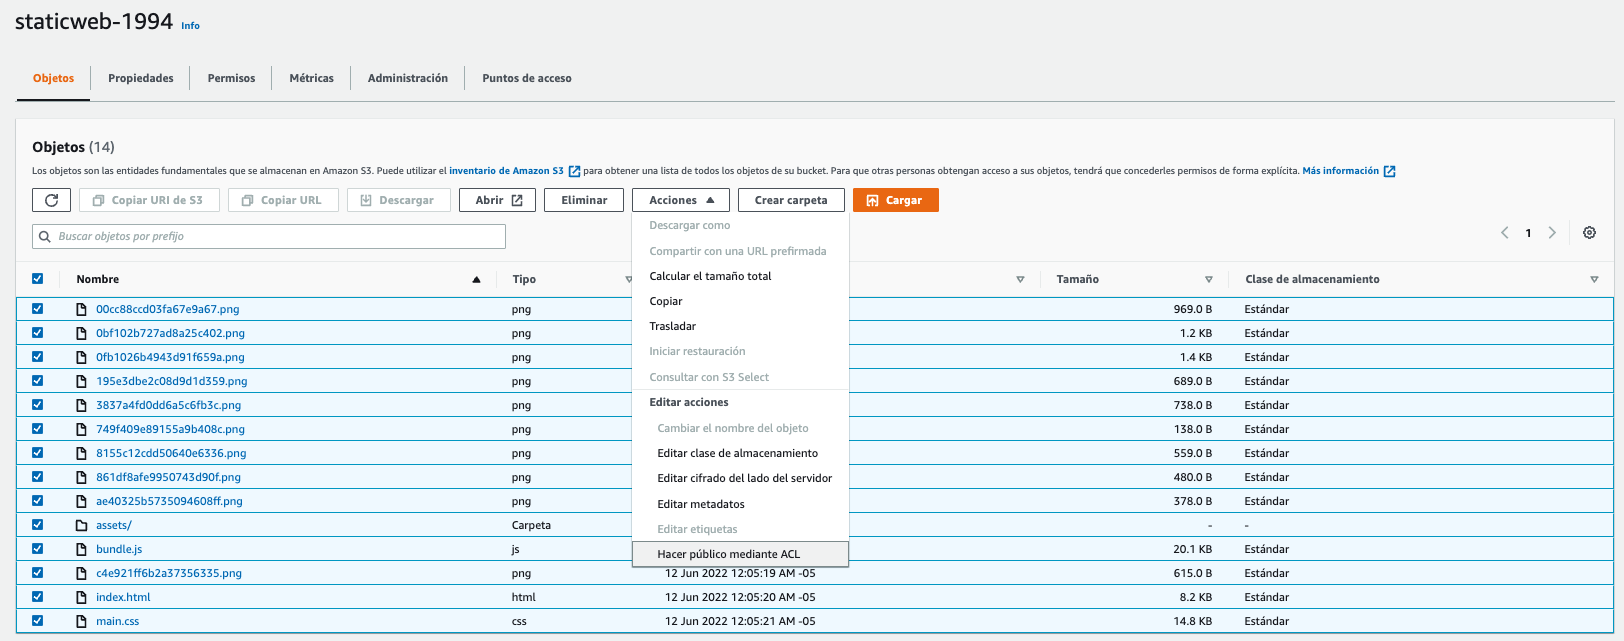 staticweb-1994 Info
Objetos Propiedades Permisos Métricas Administración Puntos de acceso
Objetos (14)
Los objetos son las entidades fundamentales que se almacenan en Amazon S3. Puede utilizar el inventario de Amazon S3 para obtener una lista de todos los objetos de su bucket. Para que otras personas obtengan acceso a sus objetos, tendrá que concederles permisos de forma explícita. Más información
Copiar URI de S3 Copiar URL Descargar Abrir Eliminar Acciones Crear carpeta Cargar
Descargar como
Compartir con una URL prefirmada
Calcular el tamaño total
Copiar
Trasladar
Iniciar restauración
Consultar con S3 Select
Editar acciones
Cambiar el nombre del objeto
Editar clase de almacenamiento
Editar cifrado del lado del servidor
Editar metadatos
Editar etiquetas
Hacer público mediante ACL
Buscar objetos por prefijo 1
Nombre Tipo Tamaño Clase de almacenamiento
00cc88ccd03fa67e9a67.png png 969.0 B Estándar
0bf102b727ad8a25c402.png png 1.2 KB Estándar
0fb1026b4943d91f659a.png png 1.4 KB Estándar
195e3dbe2c08d9d1d359.png png 689.0 B Estándar
3837a4fd0dd6a5c6fb3c.png png 738.0 B Estándar
749f409e89155a9b408c.png png 138.0 B Estándar
8155c12cdd50640e6336.png png 559.0 B Estándar
861df8afe9950743d90f.png png 480.0 B Estándar
ae40325b5735094608ff.png png 378.0 B Estándar
assets/ Carpeta - -
bundle.js js 20.1 KB Estándar
c4e921ff6b2a37356335.png png 12 Jun 2022 12:05:19 AM -05 615.0 B Estándar
index.html html 12 Jun 2022 12:05:20 AM -05 8.2 KB Estándar
main.css css 12 Jun 2022 12:05:21 AM -05 14.8 KB Estándar